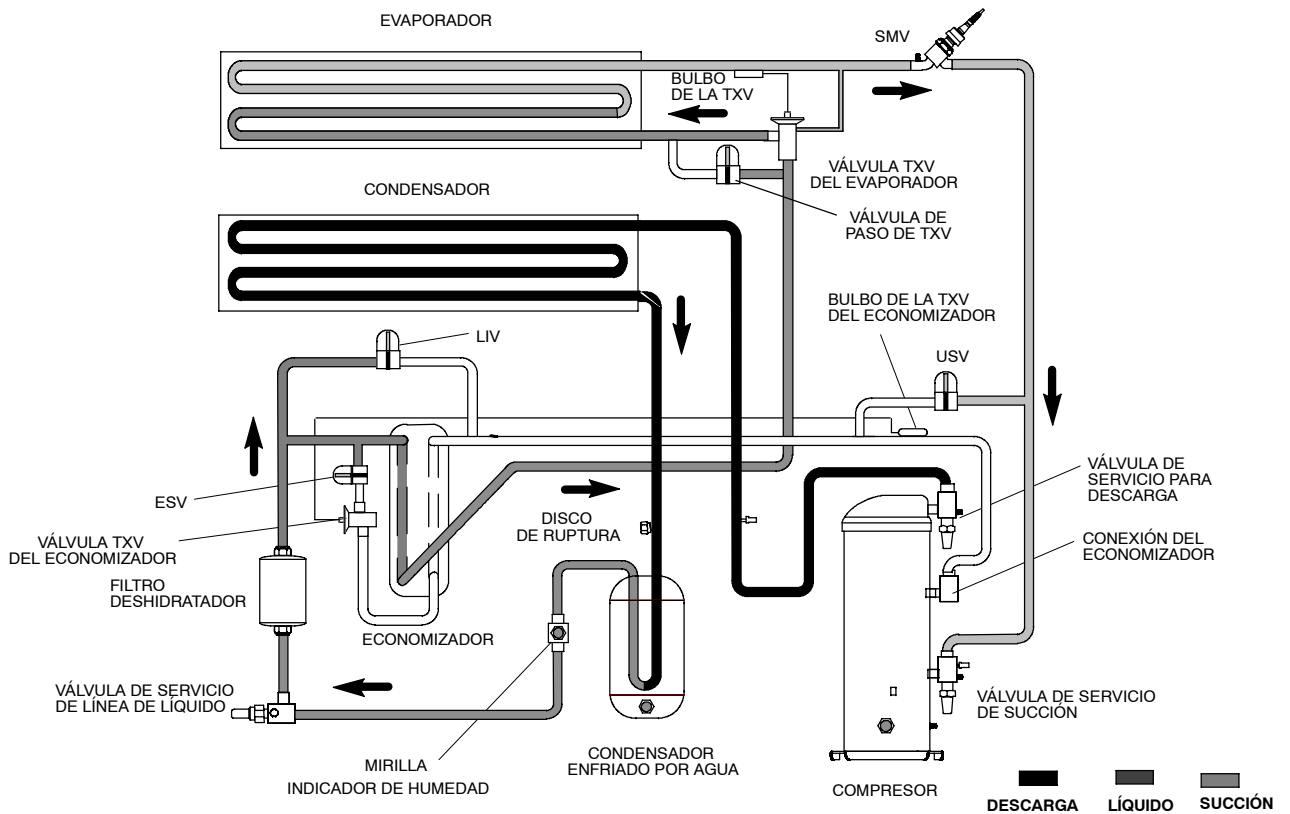 EVAPORADOR
SMV
BULBO
DE LA TXV
VÁLVULA TXV
DEL EVAPORADOR
CONDENSADOR
VÁLVULA DE
PASO DE TXV
BULBO DE LA TXV
DEL ECONOMIZADOR
LIV
USV
VÁLVULA DE
SERVICIO PARA
DESCARGA
ESV
DISCO
DE RUPTURA
VÁLVULA TXV
DEL ECONOMIZADOR
CONEXIÓN DEL
ECONOMIZADOR
FILTRO
DESHIDRATADOR
ECONOMIZADOR
VÁLVULA DE SERVICIO
DE LÍNEA DE LÍQUIDO
VÁLVULA DE SERVICIO
DE SUCCIÓN
CONDENSADOR
ENFRIADO POR AGUA
MIRILLA
INDICADOR DE HUMEDAD
COMPRESOR
DESCARGA
LÍQUIDO
SUCCIÓN